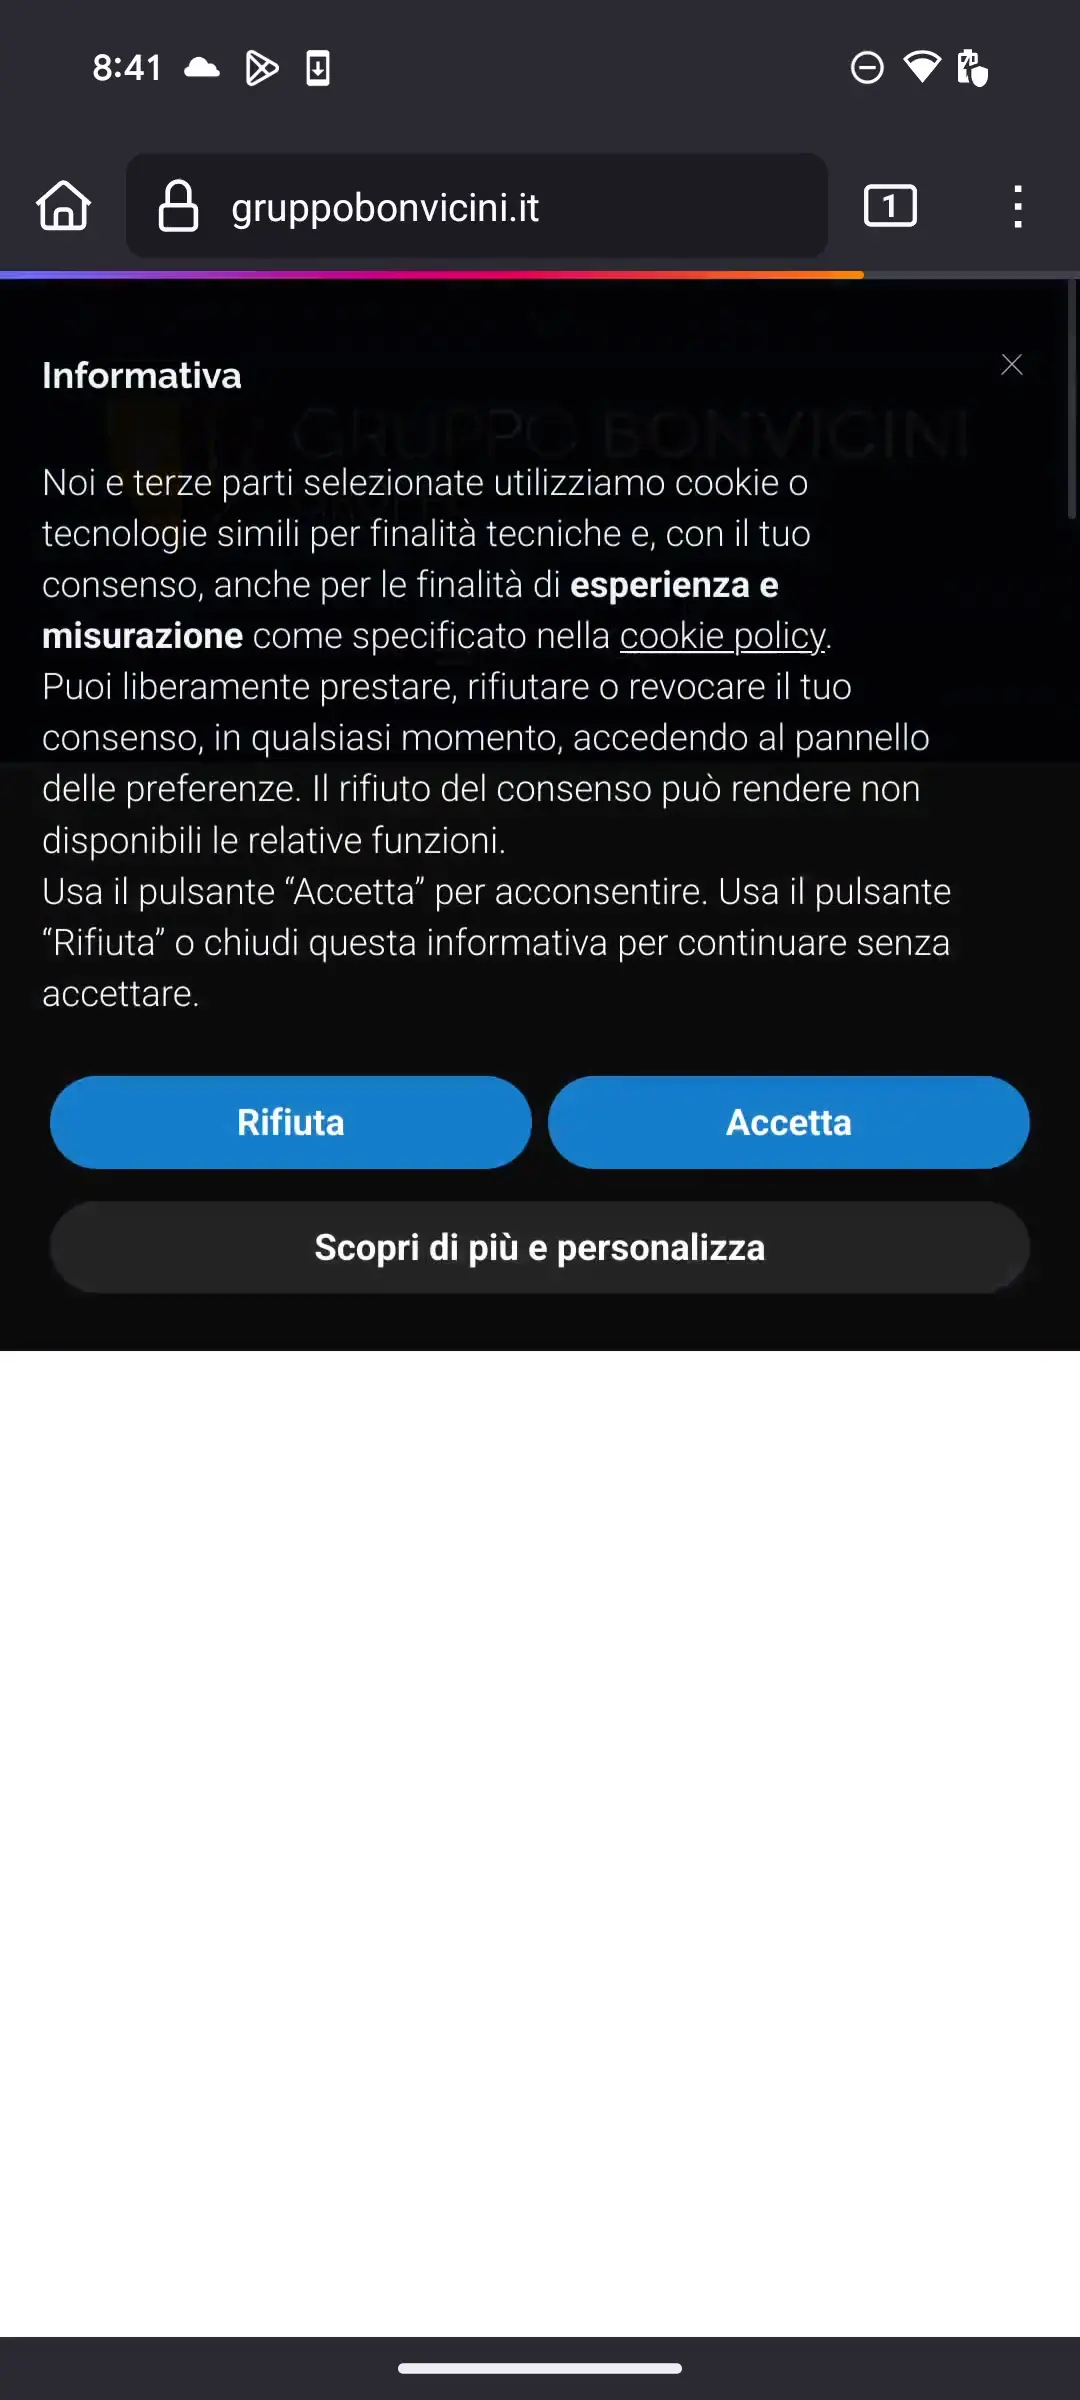 8:41
gruppobonvicini.it
1
Informativa
GRUPPO BONVICINI
Noi e terze parti selezionate utilizziamo cookie o
tecnologie simili per finalità tecniche e, con il tuo
consenso, anche per le finalità di esperienza e
misurazione come specificato nella cookie policy.
Puoi liberamente prestare, rifiutare o revocare il tuo
consenso, in qualsiasi momento, accedendo al pannello
delle preferenze. Il rifiuto del consenso può rendere non
disponibili le relative funzioni.
Usa il pulsante “Accetta” per acconsentire. Usa il pulsante
“Rifiuta” o chiudi questa informativa per continuare senza
accettare.
Rifiuta
Accetta
Scopri di più e personalizza